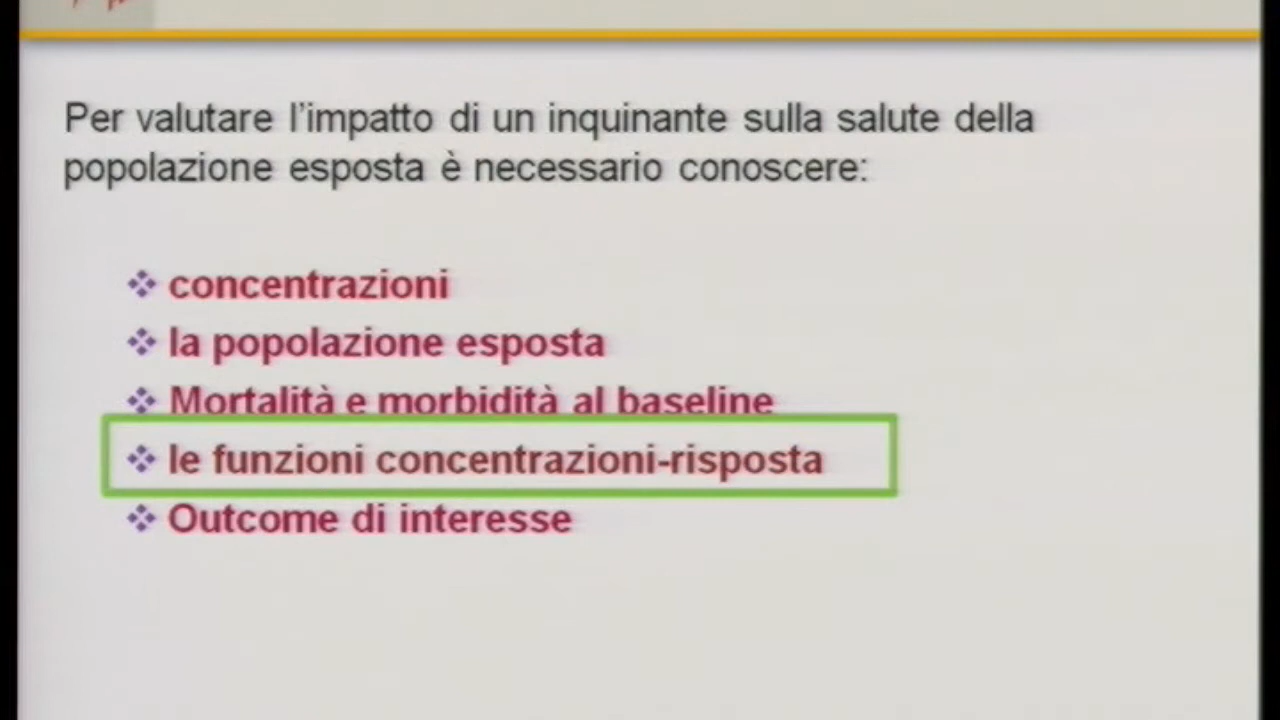 Per valutare l'impatto di un inquinante sulla salute della
popolazione esposta è necessario conoscere:
❖ concentrazioni
❖ la popolazione esposta
❖ Mortalità e morbidità al baseline
❖ le funzioni concentrazioni-risposta
❖ Outcome di interesse